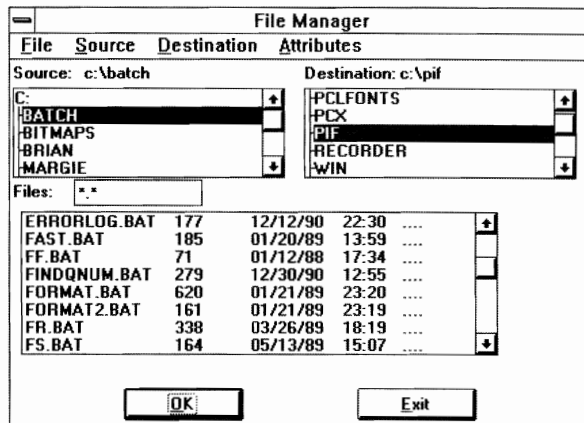 File Manager
File Source Destination Attributes
Source: c:\batch
Destination: c:\pif
C:
BATCH
BITMAPS
BRIAN
MARGIE
PCLFONTS
PCX
PIF
RECORDER
WIN
Files: *.*
ERRORLOG.BAT 177 12/12/90 22:30 ....
FAST.BAT 185 01/20/89 13:59 ....
FF.BAT 71 01/12/88 17:34 ....
FINDQNUM.BAT 279 12/30/90 12:55 ....
FORMAT.BAT 620 01/21/89 23:20 ....
FORMAT2.BAT 161 01/21/89 23:19 ....
FR.BAT 338 03/26/89 18:19 ....
FS.BAT 164 05/13/89 15:07 ....
OK Exit